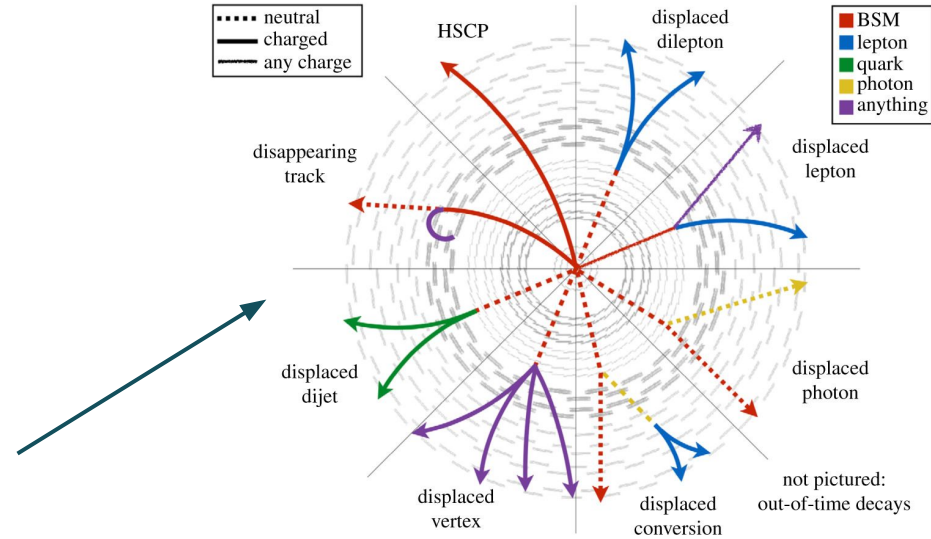 neutral
charged
any charge
HSCP
displaced
dilepton
BSM
lepton
quark
photon
anything
disappearing
track
displaced
lepton
displaced
dijet
displaced
photon
displaced
vertex
displaced
conversion
not pictured:
out-of-time decays